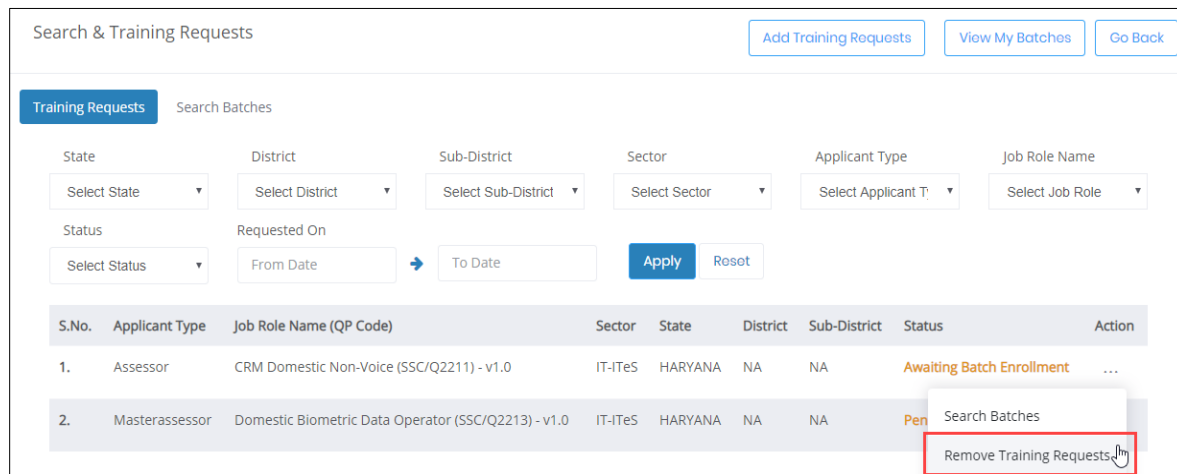 Search & Training Requests
Add Training Requests View My Batches Go Back
Training Requests Search Batches
State District Sub-District Sector Applicant Type Job Role Name
Select State Select District Select Sub-District Select Sector Select Applicant Ty Select Job Role
Status Requested On
Select Status From Date To Date Apply Reset
S.No. Applicant Type Job Role Name (QP Code) Sector State District Sub-District Status Action
1. Assessor CRM Domestic Non-Voice (SSC/Q2211) - v1.0 IT-ITeS HARYANA NA NA Awaiting Batch Enrollment ...
2. Masterassessor Domestic Biometric Data Operator (SSC/Q2213) - v1.0 IT-ITeS HARYANA NA NA Pen
Search Batches
Remove Training Requests